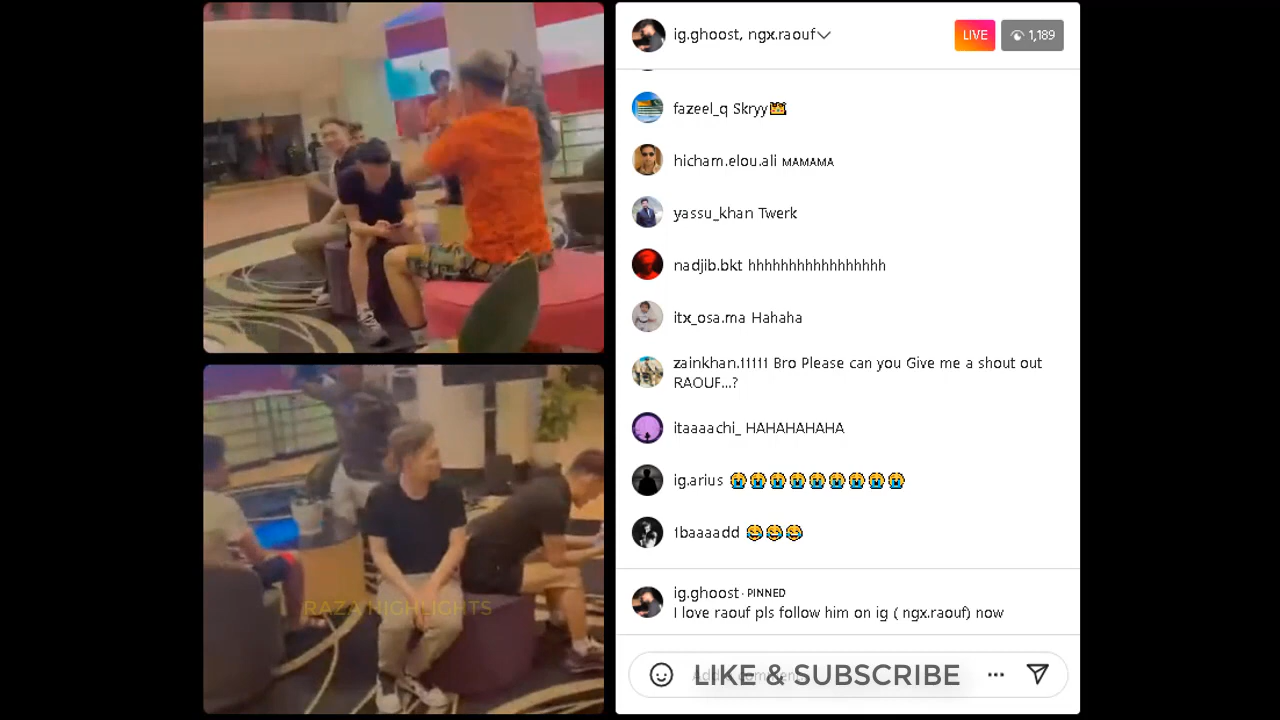 ig.ghoost, ngx.raouf
LIVE
1,189
fazeel_q Skryy👑
hicham.elou.ali ᴍᴀᴍᴀᴍᴀ
yassu_khan Twerk
nadjib.bkt hhhhhhhhhhhhhhhhh
itx_osa.ma Hahaha
zainkhan.11111 Bro Please can you Give me a shout out
RAOUF...?
itaaaachi_ HAHAHAHAHA
ig.arius 😭😭😭😭😭😭😭😭😭
1baaaadd 😂😂😂
RAZA HIGHLIGHTS
ig.ghoost · PINNED
I love raouf pls follow him on ig ( ngx.raouf) now
LIKE & SUBSCRIBE